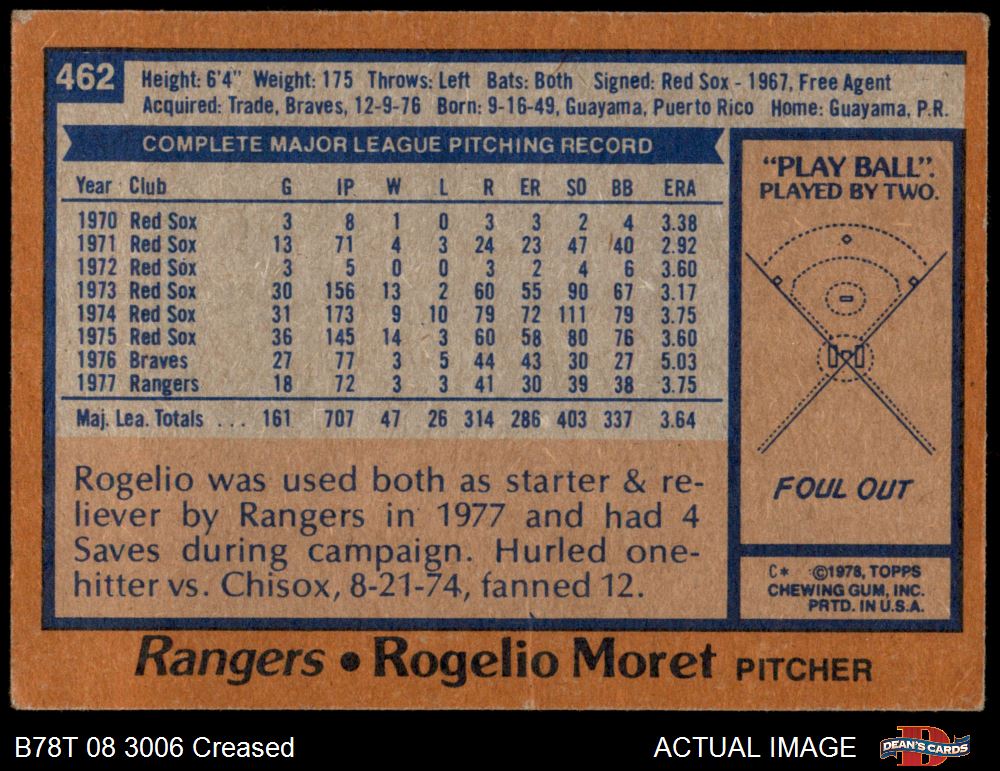 462
Height: 6'4" Weight: 175 Throws: Left Bats: Both Signed: Red Sox - 1967, Free Agent
Acquired: Trade, Braves, 12-9-76 Born: 9-16-49, Guayama, Puerto Rico Home: Guayama, P.R.
COMPLETE MAJOR LEAGUE PITCHING RECORD
Year Club G IP W L R ER SO BB ERA
1970 Red Sox 3 8 1 0 3 3 2 4 3.38
1971 Red Sox 13 71 4 3 24 23 47 40 2.92
1972 Red Sox 3 5 0 0 3 2 4 6 3.60
1973 Red Sox 30 156 13 2 60 55 90 67 3.17
1974 Red Sox 31 173 9 10 79 72 111 79 3.75
1975 Red Sox 36 145 14 3 60 58 80 76 3.60
1976 Braves 27 77 3 5 44 43 30 27 5.03
1977 Rangers 18 72 3 3 41 30 39 38 3.75
Maj. Lea. Totals ... 161 707 47 26 314 286 403 337 3.64
Rogelio was used both as starter & re-
liever by Rangers in 1977 and had 4
Saves during campaign. Hurled one-
hitter vs. Chisox, 8-21-74, fanned 12.
"PLAY BALL".
PLAYED BY TWO.
FOUL OUT
C* ©1978, TOPPS
CHEWING GUM, INC.
PRTD. IN U.S.A.
Rangers • Rogelio Moret PITCHER
B78T 08 3006 Creased
ACTUAL IMAGE
DEAN'S CARDS